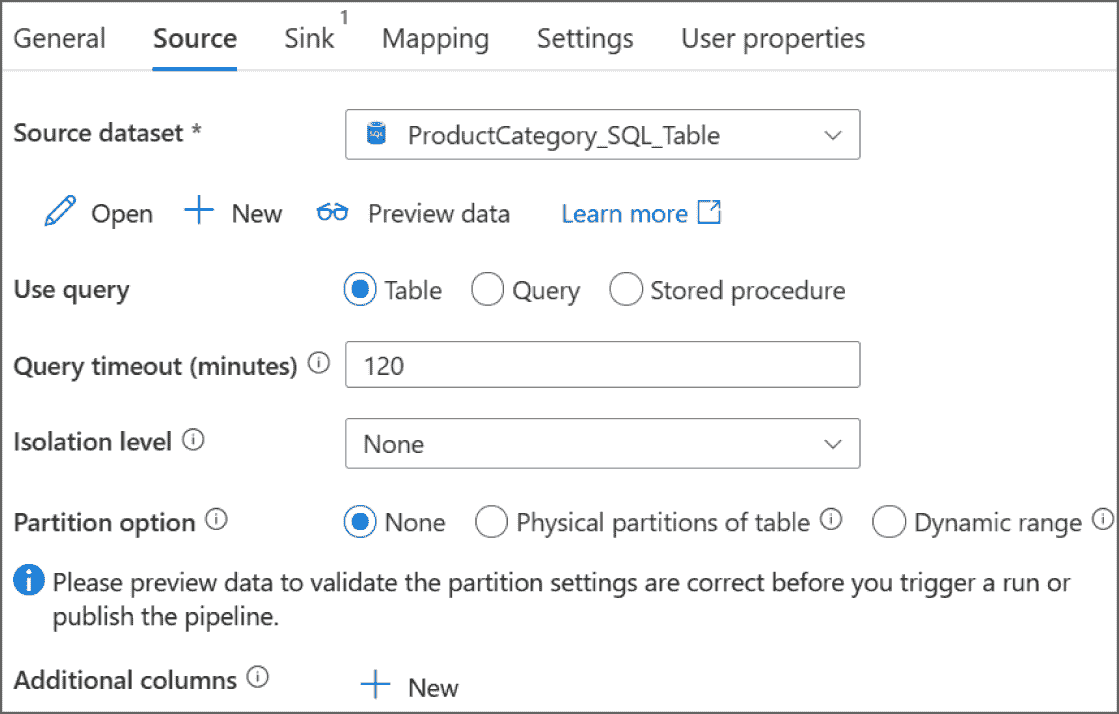 General Source Sink 1 Mapping Settings User properties
Source dataset * SQL ProductCategory_SQL_Table
Open New Preview data Learn more
Use query Table Query Stored procedure
Query timeout (minutes) 120
Isolation level None
Partition option None Physical partitions of table Dynamic range
Please preview data to validate the partition settings are correct before you trigger a run or
publish the pipeline.
Additional columns New